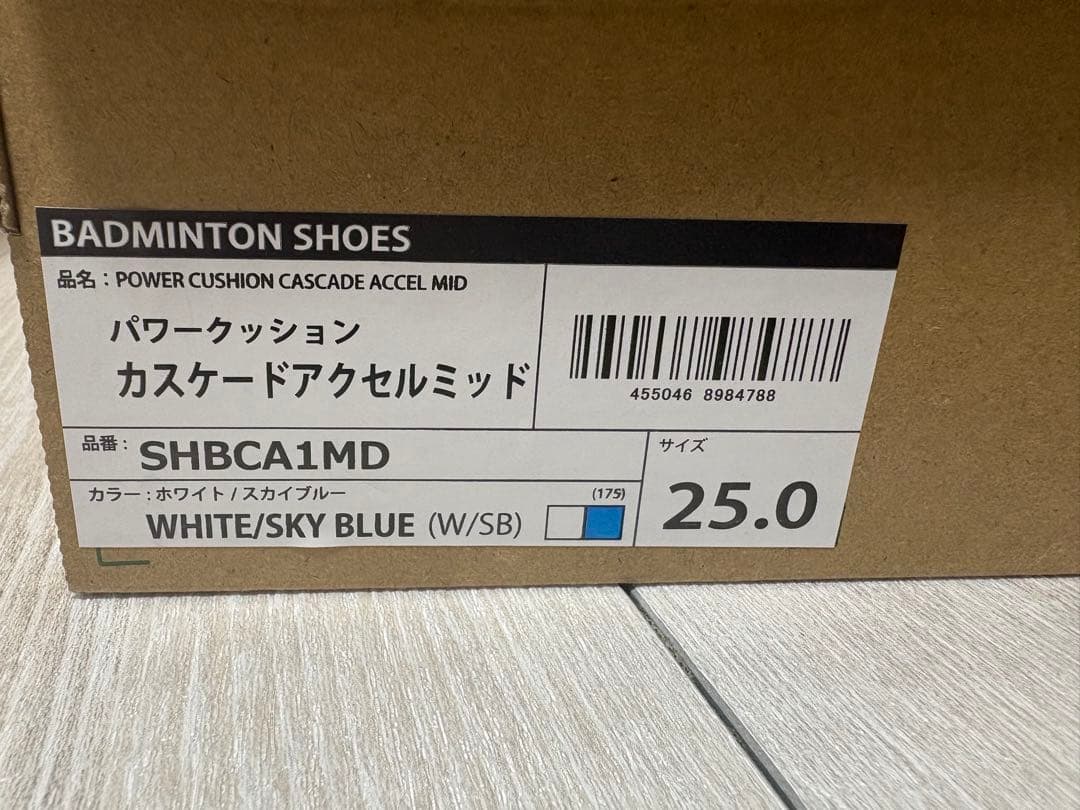 BADMINTON SHOES
品名：POWER CUSHION CASCADE ACCEL MID
パワークッション
カスケードアクセルミッド
455046 8984788
品番：
SHBCA1MD
サイズ
25.0
カラー：ホワイト / スカイブルー
(175)
WHITE/SKY BLUE (W/SB)